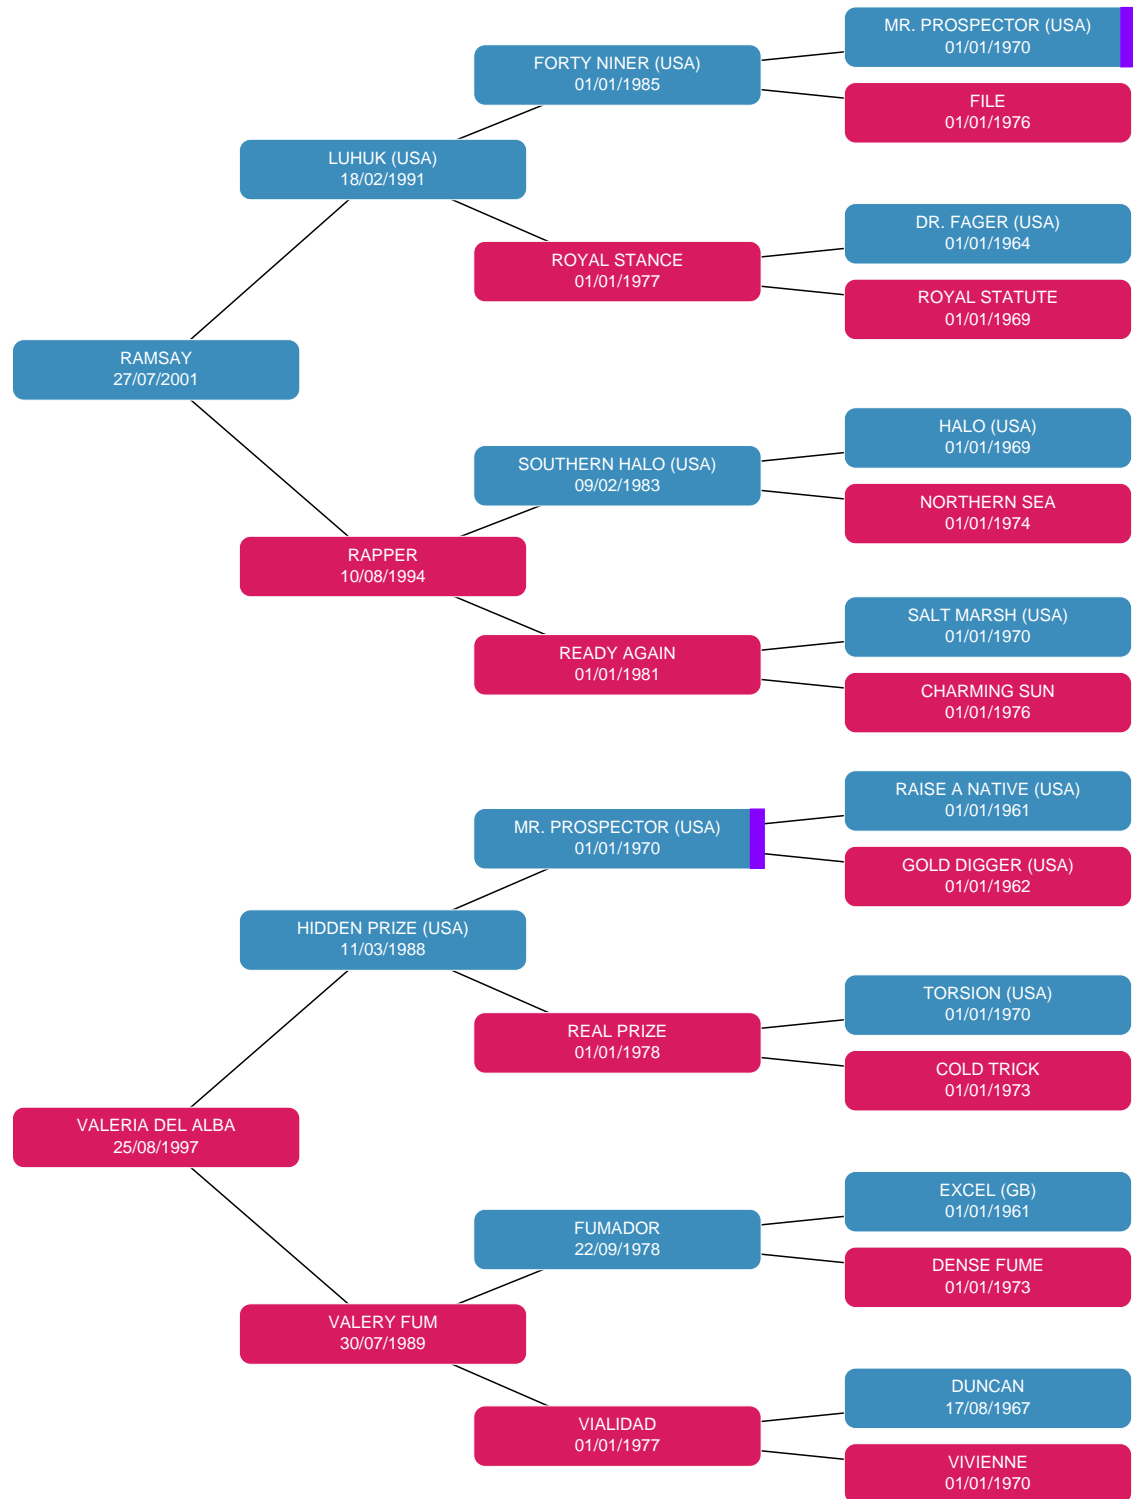 MR. PROSPECTOR (USA)
01/01/1970
FORTY NINER (USA)
01/01/1985
FILE
01/01/1976
LUHUK (USA)
18/02/1991
DR. FAGER (USA)
01/01/1964
ROYAL STANCE
01/01/1977
ROYAL STATUTE
01/01/1969
RAMSAY
27/07/2001
HALO (USA)
01/01/1969
SOUTHERN HALO (USA)
09/02/1983
NORTHERN SEA
01/01/1974
RAPPER
10/08/1994
SALT MARSH (USA)
01/01/1970
READY AGAIN
01/01/1981
CHARMING SUN
01/01/1976
RAISE A NATIVE (USA)
01/01/1961
MR. PROSPECTOR (USA)
01/01/1970
GOLD DIGGER (USA)
01/01/1962
HIDDEN PRIZE (USA)
11/03/1988
TORSION (USA)
01/01/1970
REAL PRIZE
01/01/1978
COLD TRICK
01/01/1973
VALERIA DEL ALBA
25/08/1997
EXCEL (GB)
01/01/1961
FUMADOR
22/09/1978
DENSE FUME
01/01/1973
VALERY FUM
30/07/1989
DUNCAN
17/08/1967
VIALIDAD
01/01/1977
VIVIENNE
01/01/1970